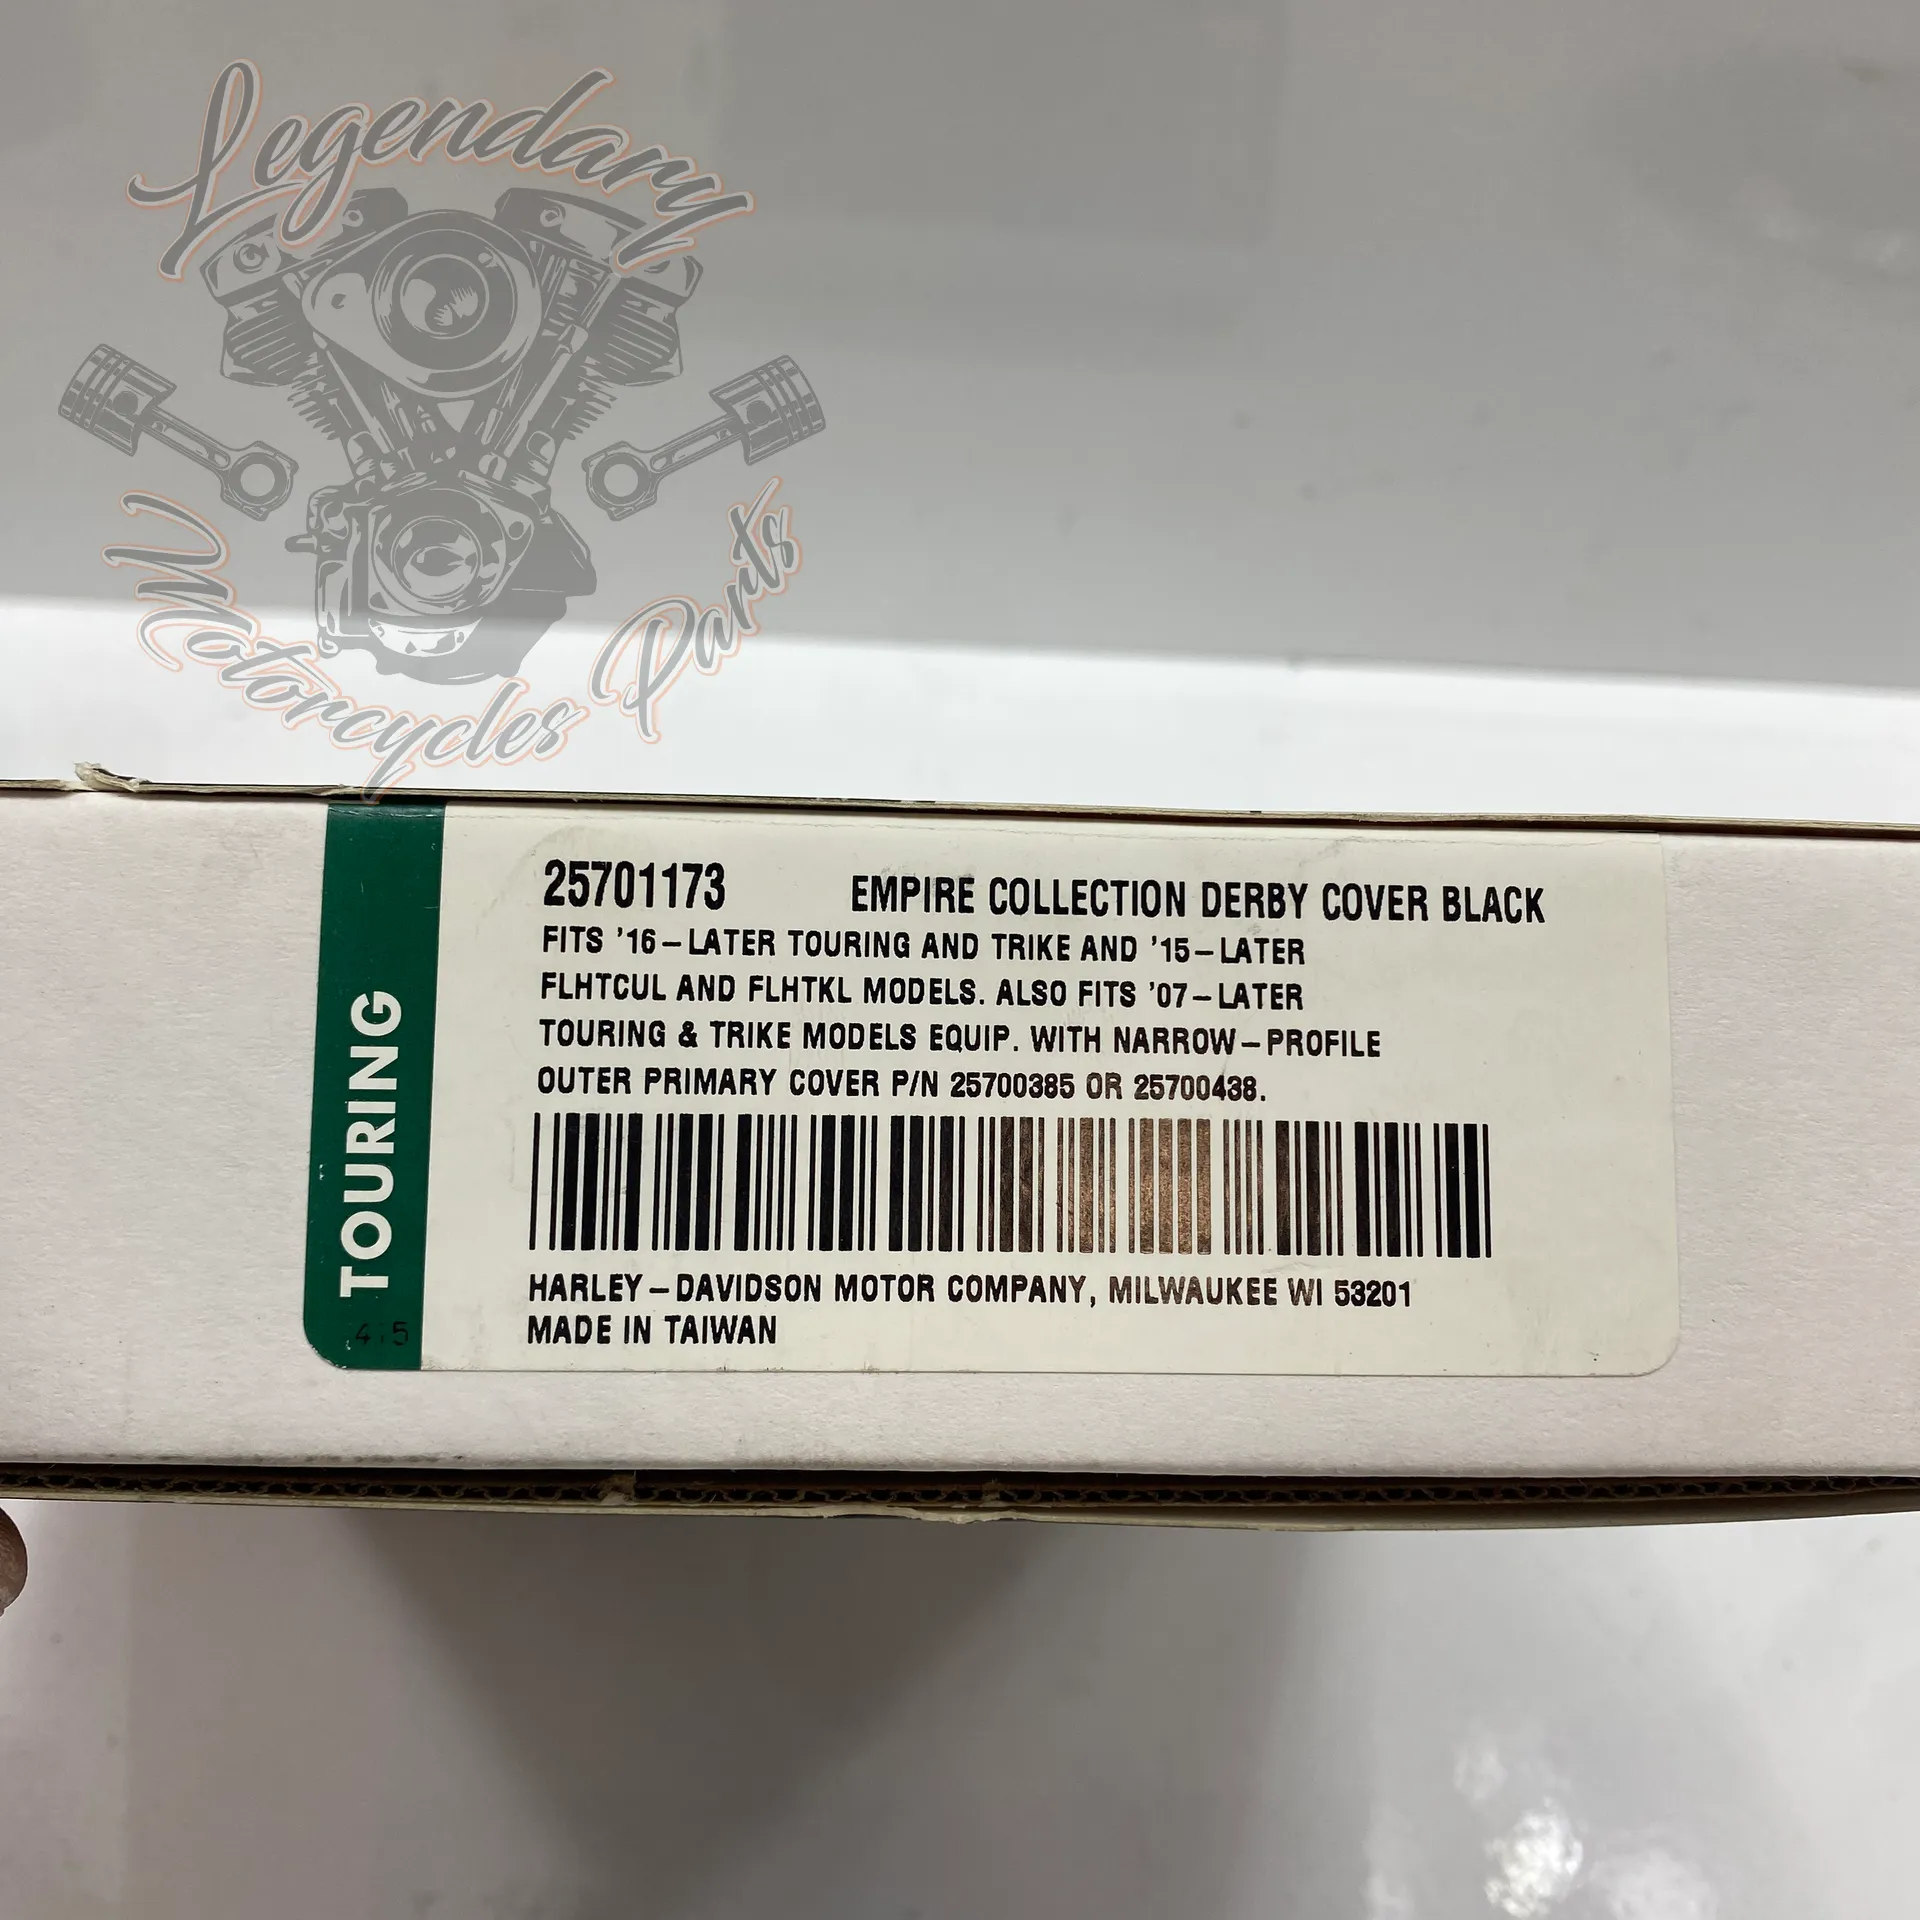 Legendary
Motorcycles Parts
TOURING
25701173 EMPIRE COLLECTION DERBY COVER BLACK
FITS '16-LATER TOURING AND TRIKE AND '15-LATER
FLHTCUL AND FLHTKL MODELS. ALSO FITS '07-LATER
TOURING & TRIKE MODELS EQUIP. WITH NARROW-PROFILE
OUTER PRIMARY COVER P/N 25700385 OR 25700438.
HARLEY-DAVIDSON MOTOR COMPANY, MILWAUKEE WI 53201
MADE IN TAIWAN